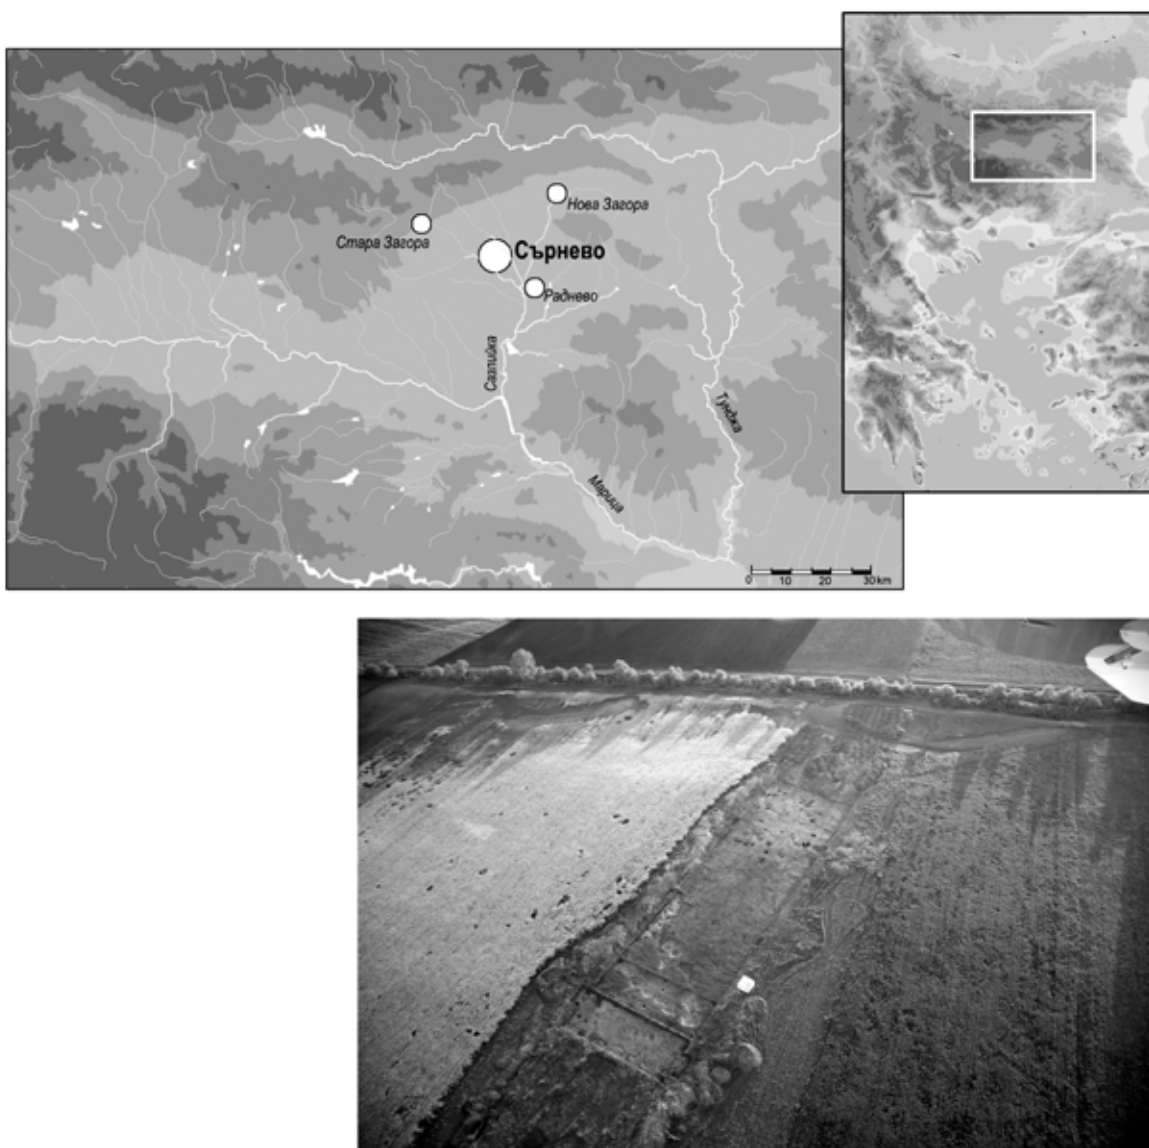 Нова Загора
Стара Загора
Сърнево
Раднево
Сазлийка
Тунджа
Марица
0 10 20 30 km